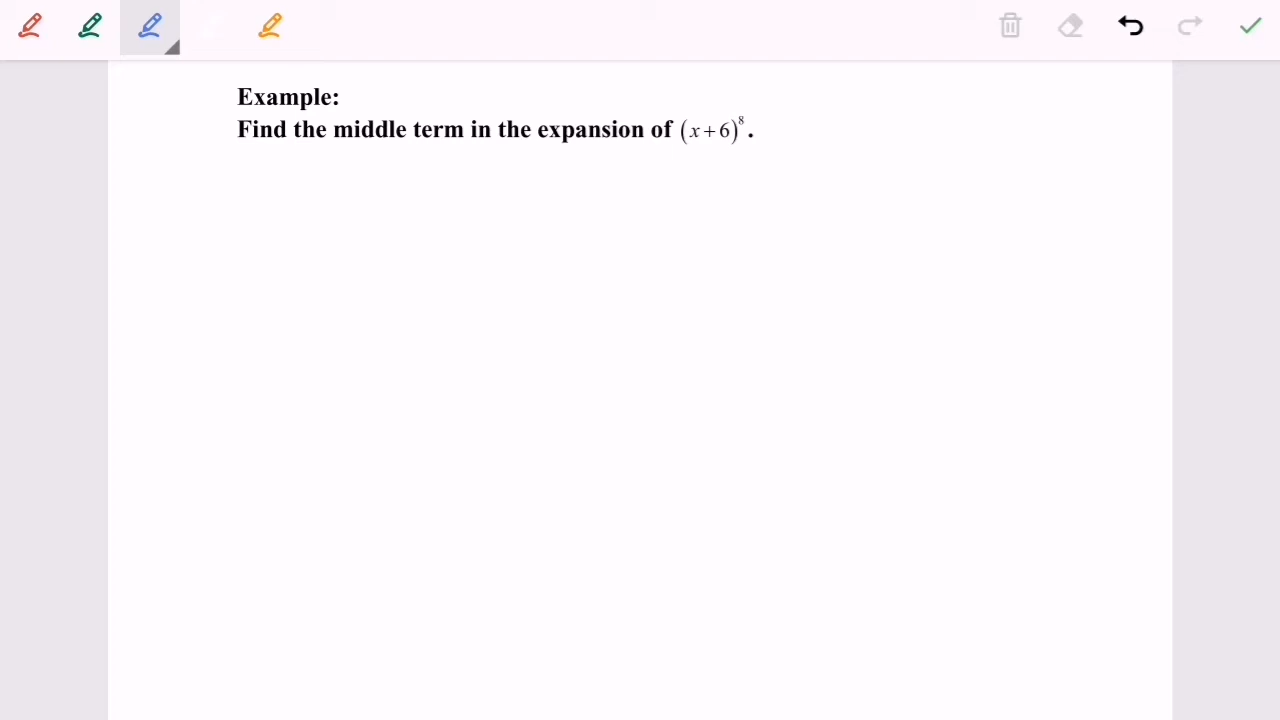 Example:
Find the middle term in the expansion of (x+6)⁸.